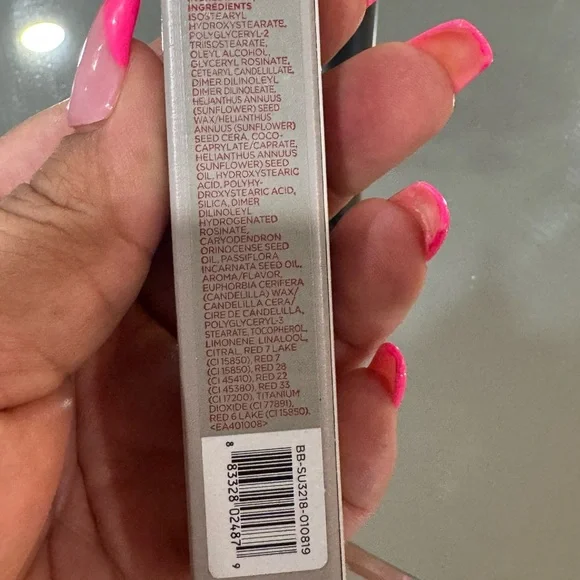 INGREDIENTS
ISOSTEARYL
HYDROXYSTEARATE,
POLYGLYCERYL-2
TRIISOSTEARATE,
OLEYL ALCOHOL,
GLYCERYL ROSINATE,
CETEARYL CANDELILLATE,
DIMER DILINOLEYL
DIMER DILINOLEATE,
HELIANTHUS ANNUUS
(SUNFLOWER) SEED
WAX/HELIANTHUS
ANNUUS (SUNFLOWER)
SEED CERA, COCO-
CAPRYLATE/CAPRATE,
HELIANTHUS ANNUUS
(SUNFLOWER) SEED
OIL, HYDROXYSTEARIC
ACID, POLYHY-
DROXYSTEARIC ACID,
SILICA, DIMER
DILINOLEYL
HYDROGENATED
ROSINATE,
CARYODENDRON
ORINOCENSE SEED
OIL, PASSIFLORA
INCARNATA SEED OIL,
AROMA/FLAVOR,
EUPHORBIA CERIFERA
(CANDELILLA) WAX/
CANDELILLA CERA/
CIRE DE CANDELILLA,
POLYGLYCERYL-3
STEARATE, TOCOPHEROL,
LIMONENE, LINALOOL,
CITRAL, RED 7 LAKE
(CI 15850), RED 7
(CI 15850), RED 28
(CI 45410), RED 22
(CI 45380), RED 33
(CI 17200), TITANIUM
DIOXIDE (CI 77891),
RED 6 LAKE (CI 15850).
<EA401008>
BB-SU3218-010819
8 83328 02487 9